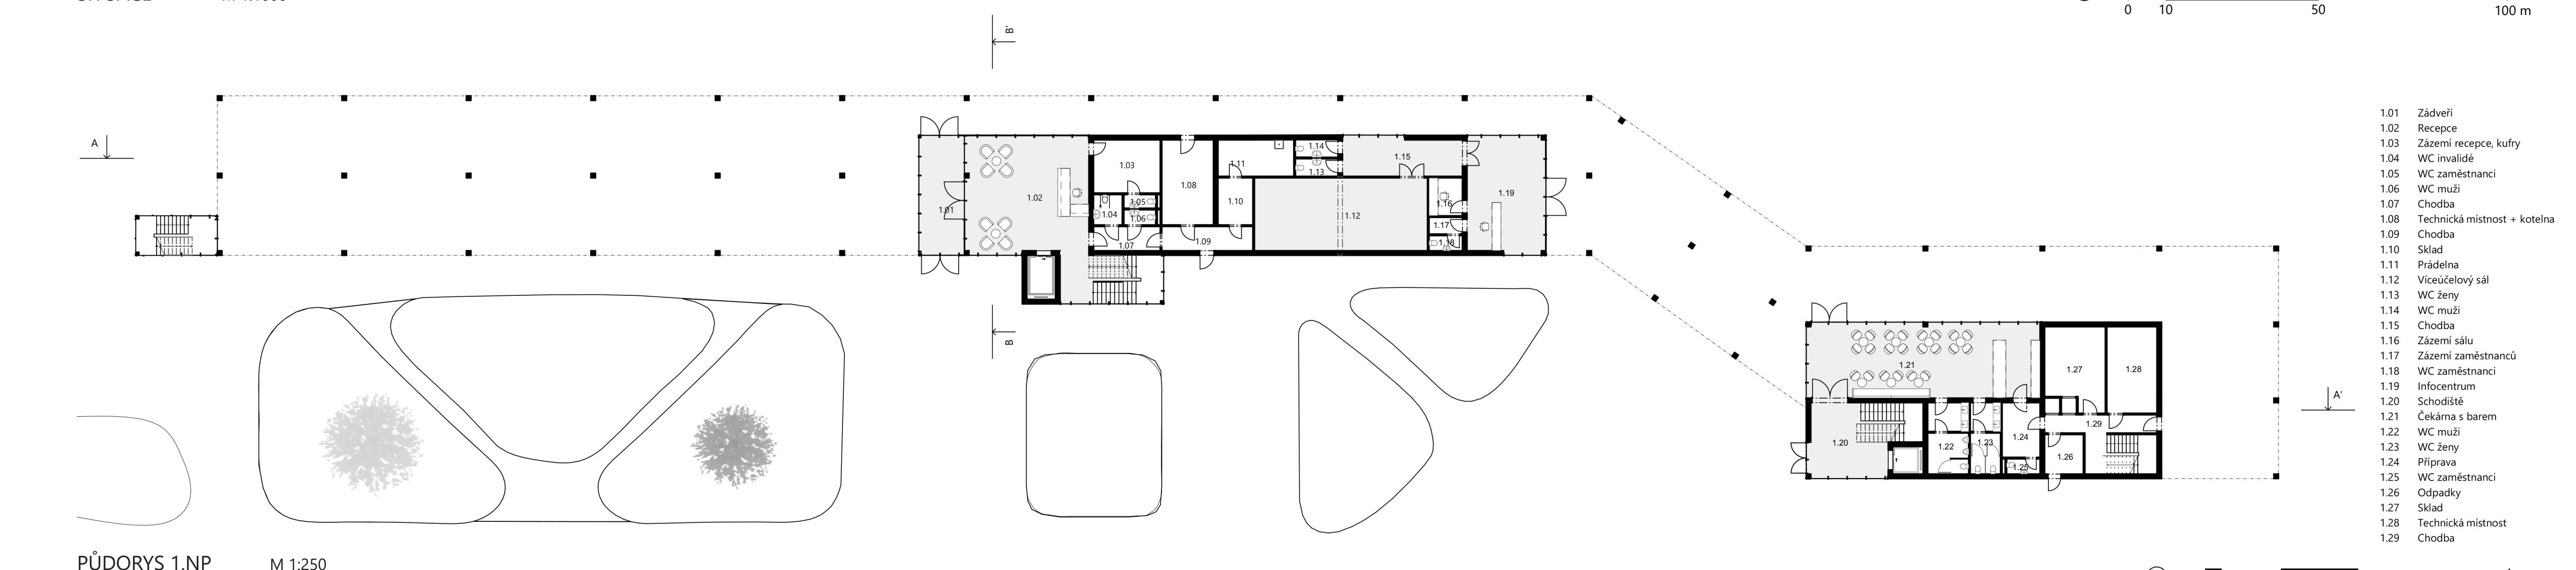 0 10 50 100 m
B'
A
1.01
1.02
1.03
1.04
1.05
1.06
1.07
1.08
1.09
1.10
1.11
1.12
1.13
1.14
1.15
1.16
1.17
1.18
1.19
B
1.20
1.21
1.22
1.23
1.24
1.25
1.26
1.27
1.28
1.29
A'
1.01 Zádveří
1.02 Recepce
1.03 Zázemí recepce, kufry
1.04 WC invalidé
1.05 WC zaměstnanci
1.06 WC muži
1.07 Chodba
1.08 Technická místnost + kotelna
1.09 Chodba
1.10 Sklad
1.11 Prádelna
1.12 Víceúčelový sál
1.13 WC ženy
1.14 WC muži
1.15 Chodba
1.16 Zázemí sálu
1.17 Zázemí zaměstnanců
1.18 WC zaměstnanci
1.19 Infocentrum
1.20 Schodiště
1.21 Čekárna s barem
1.22 WC muži
1.23 WC ženy
1.24 Příprava
1.25 WC zaměstnanci
1.26 Odpadky
1.27 Sklad
1.28 Technická místnost
1.29 Chodba
PŮDORYS 1.NP M 1:250